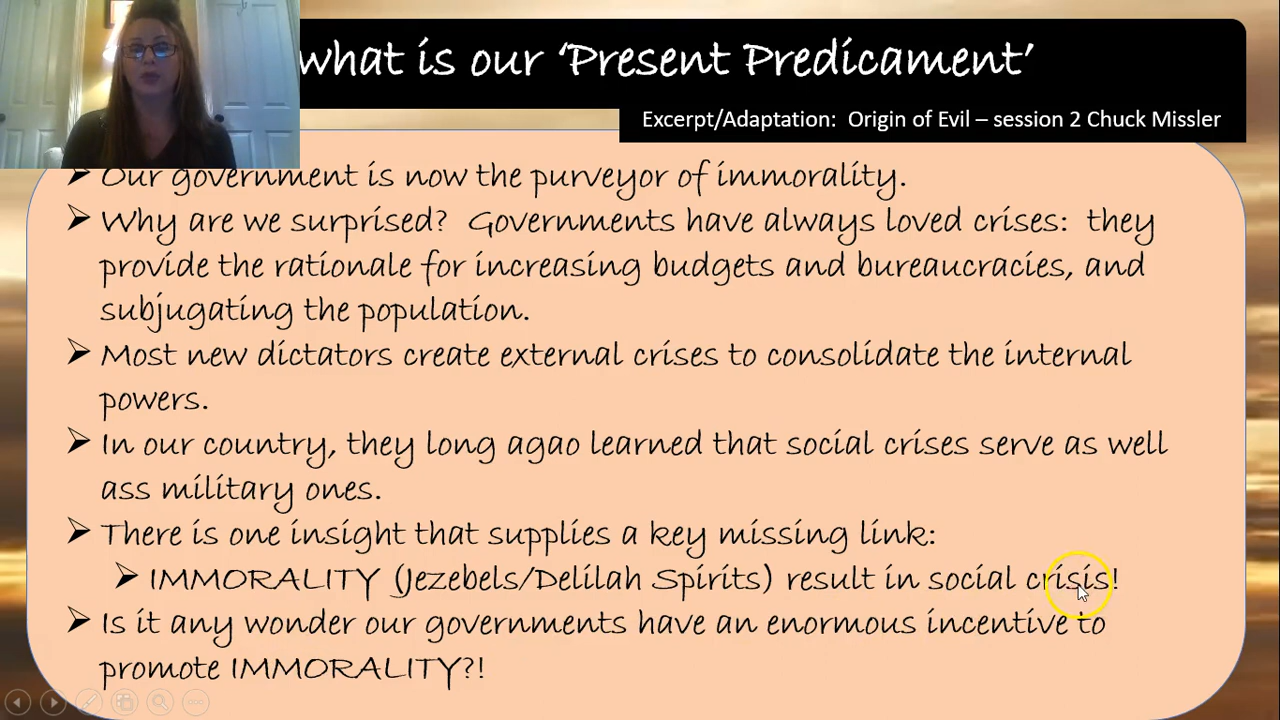 what is our ‘Present Predicament’
Excerpt/Adaptation: Origin of Evil – session 2 Chuck Missler
➢ Our government is now the purveyor of immorality.
➢ Why are we surprised? Governments have always loved crises: they
provide the rationale for increasing budgets and bureaucracies, and
subjugating the population.
➢ Most new dictators create external crises to consolidate the internal
powers.
➢ In our country, they long agao learned that social crises serve as well
ass military ones.
➢ There is one insight that supplies a key missing link:
➢ IMMORALITY (Jezebels/Delilah Spirits) result in social crisis!
➢ Is it any wonder our governments have an enormous incentive to
promote IMMORALITY?!